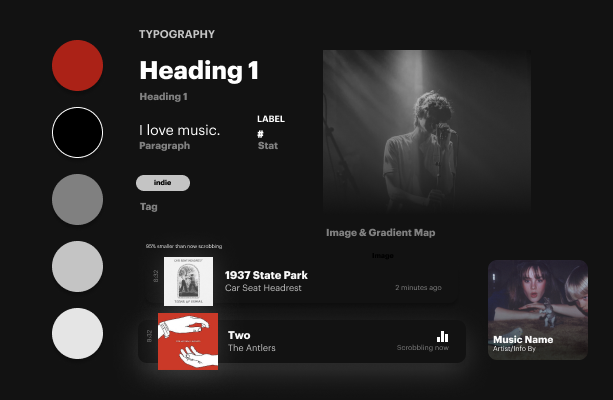 TYPOGRAPHY
Heading 1
Heading 1
LABEL
I love music.
#
Paragraph
Stat
indie
Tag
Image & Gradient Map
85% smaller than now scrobbling
Image
8:32
1937 State Park
Car Seat Headrest
2 minutes ago
8:32
Two
The Antlers
Scrobbling now
Music Name
Artist/Info By